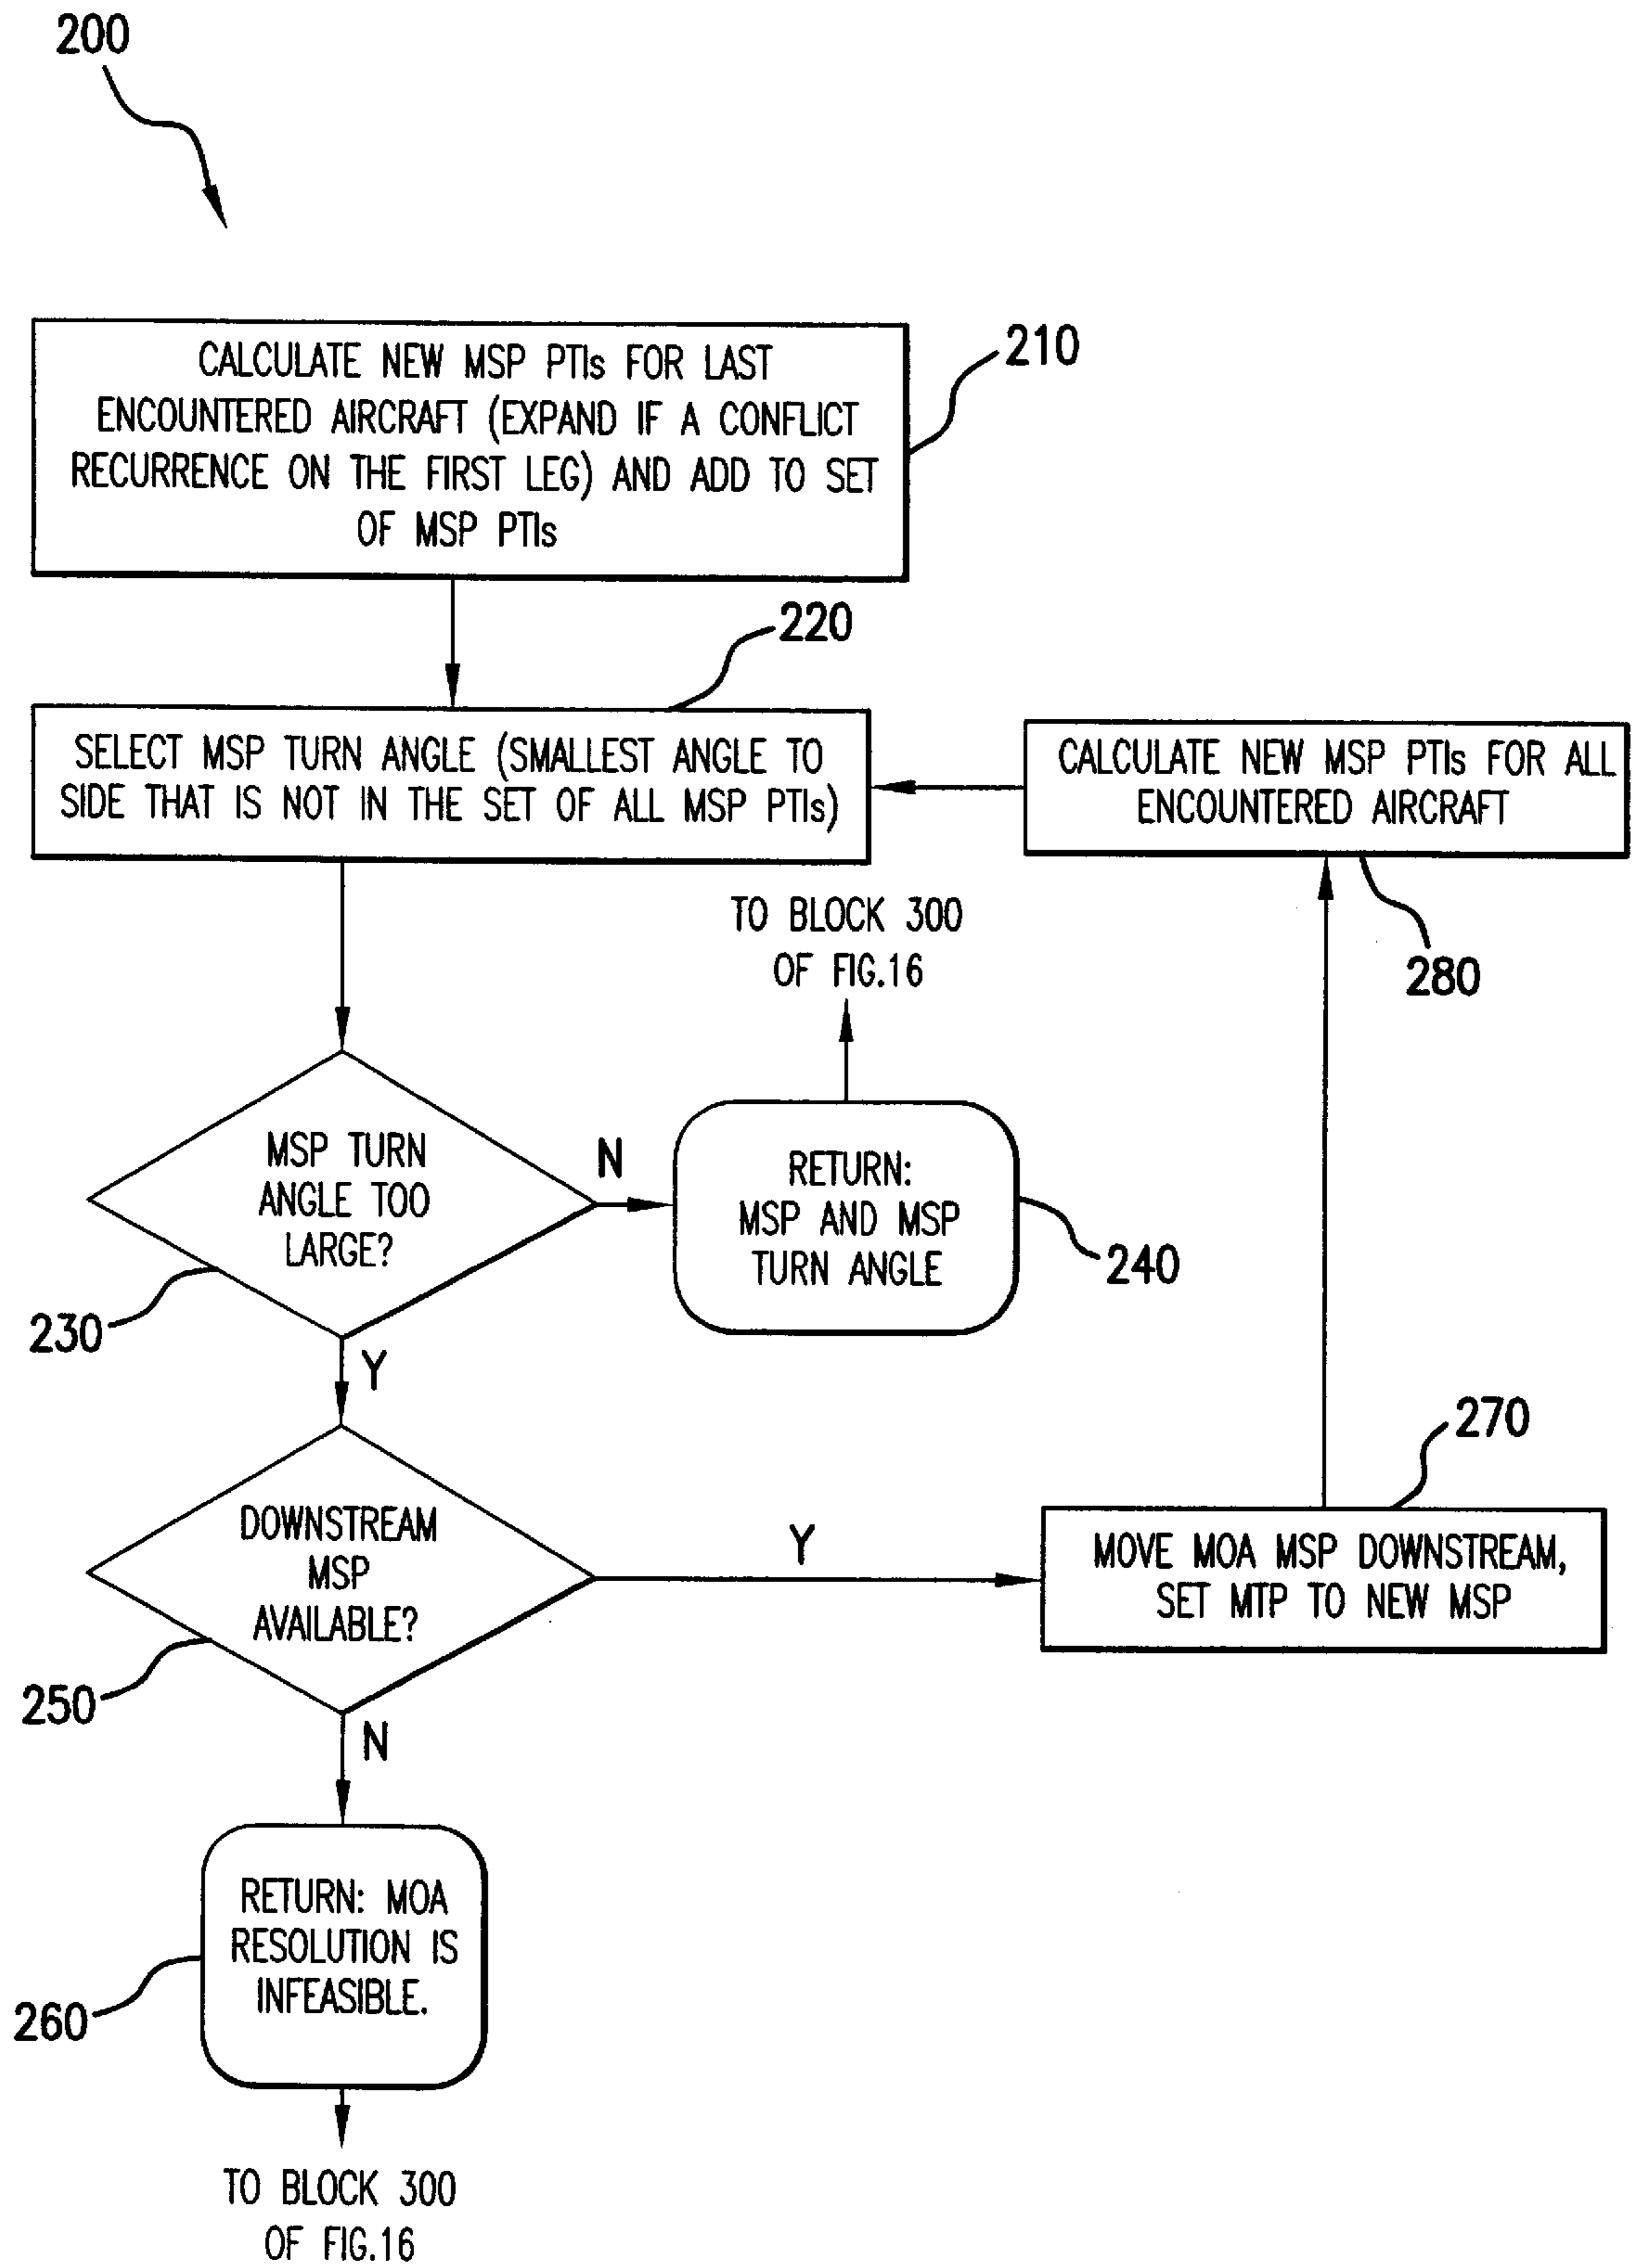 200
CALCULATE NEW MSP PTIs FOR LAST
ENCOUNTERED AIRCRAFT (EXPAND IF A CONFLICT
RECURRENCE ON THE FIRST LEG) AND ADD TO SET
OF MSP PTIs
210
220
SELECT MSP TURN ANGLE (SMALLEST ANGLE TO
SIDE THAT IS NOT IN THE SET OF ALL MSP PTIs)
CALCULATE NEW MSP PTIs FOR ALL
ENCOUNTERED AIRCRAFT
280
TO BLOCK 300
OF FIG.16
MSP TURN
ANGLE TOO
LARGE?
230
N
RETURN:
MSP AND MSP
TURN ANGLE
240
Y
DOWNSTREAM
MSP
AVAILABLE?
250
Y
270
MOVE MOA MSP DOWNSTREAM,
SET MTP TO NEW MSP
N
RETURN: MOA
RESOLUTION IS
INFEASIBLE.
260
TO BLOCK 300
OF FIG.16